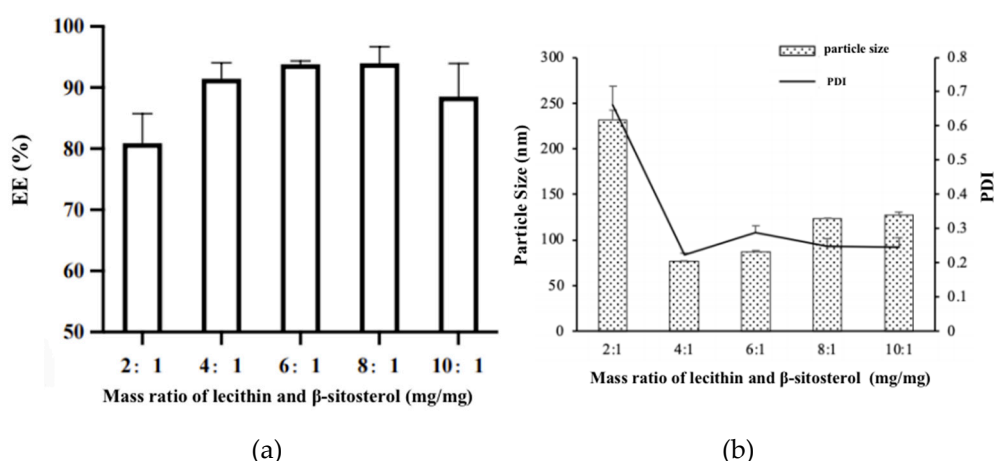 100
90
80
70
60
50
EE (%)
2: 1 4: 1 6: 1 8: 1 10: 1
Mass ratio of lecithin and β-sitosterol (mg/mg)
(a)
particle size
PDI
300
250
200
150
100
50
0
Particle Size (nm)
0.8
0.7
0.6
0.5
0.4
0.3
0.2
0.1
0
PDI
2:1 4:1 6:1 8:1 10:1
Mass ratio of lecithin and β-sitosterol (mg/mg)
(b)